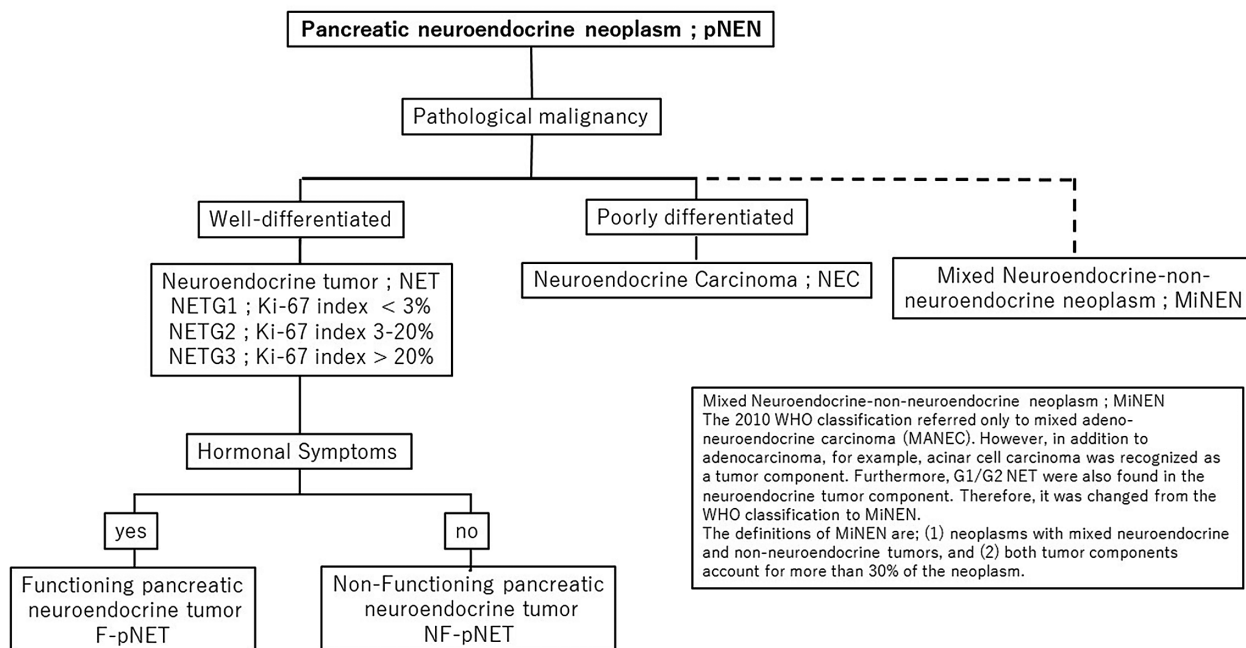 Pancreatic neuroendocrine neoplasm ; pNEN
Pathological malignancy
Well-differentiated
Poorly differentiated
Neuroendocrine tumor ; NET
NETG1 ; Ki-67 index < 3%
NETG2 ; Ki-67 index 3-20%
NETG3 ; Ki-67 index > 20%
Neuroendocrine Carcinoma ; NEC
Mixed Neuroendocrine-non-
neuroendocrine neoplasm ; MiNEN
Hormonal Symptoms
yes
no
Functioning pancreatic
neuroendocrine tumor
F-pNET
Non-Functioning pancreatic
neuroendocrine tumor
NF-pNET
Mixed Neuroendocrine-non-neuroendocrine neoplasm ; MiNEN
The 2010 WHO classification referred only to mixed adeno-
neuroendocrine carcinoma (MANEC). However, in addition to
adenocarcinoma, for example, acinar cell carcinoma was recognized as
a tumor component. Furthermore, G1/G2 NET were also found in the
neuroendocrine tumor component. Therefore, it was changed from the
WHO classification to MiNEN.
The definitions of MiNEN are; (1) neoplasms with mixed neuroendocrine
and non-neuroendocrine tumors, and (2) both tumor components
account for more than 30% of the neoplasm.